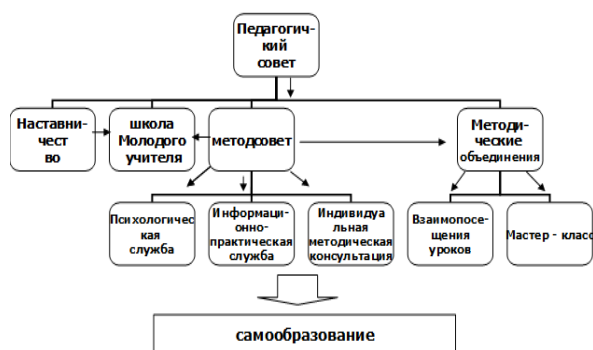 Педагогич-
кий
совет
Наставни-
чест
во
школа
Молодого
учителя
методсовет
Методи-
ческие
объединения
Психологичес
кая
служба
Информаци-
онно-
практическая
служба
Индивидуа
льная
методическая
консультация
Взаимопосе-
щения
уроков
Мастер - класс
самообразование